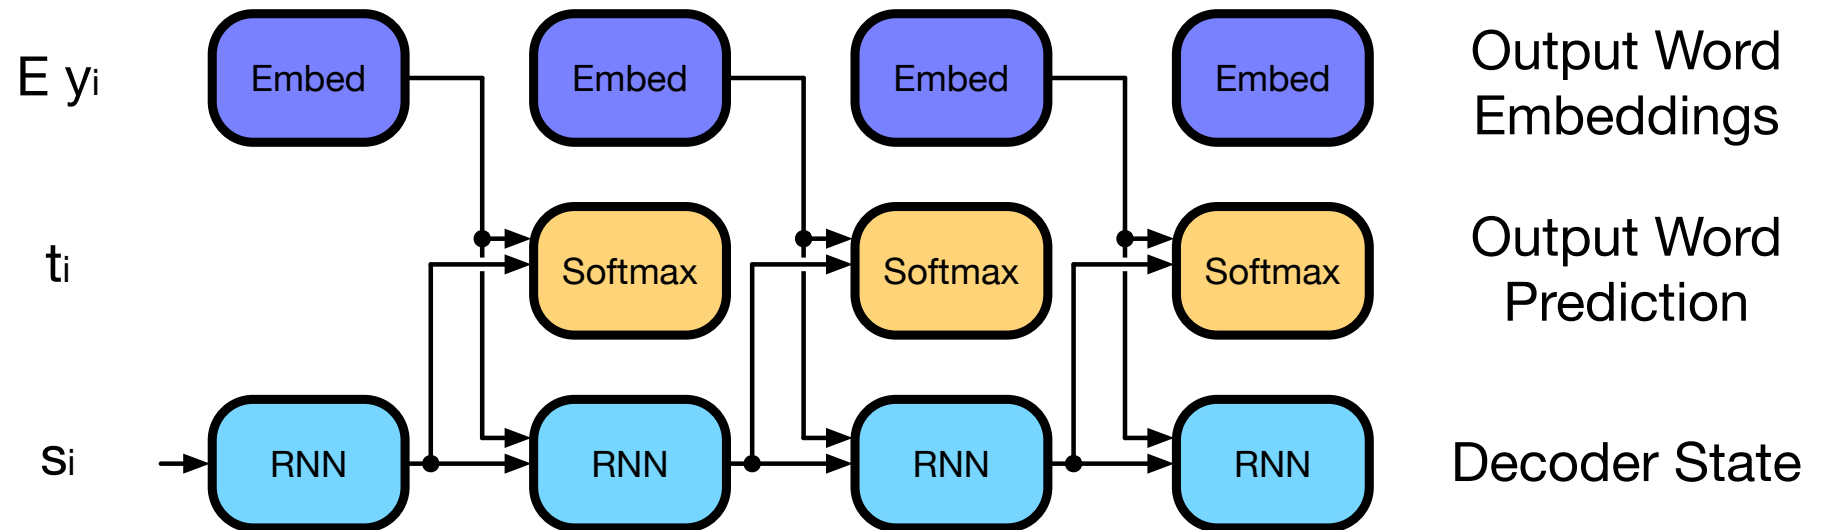 E yi
Embed
Embed
Embed
Embed
Output Word
Embeddings
ti
Softmax
Softmax
Softmax
Output Word
Prediction
si
RNN
RNN
RNN
RNN
Decoder State